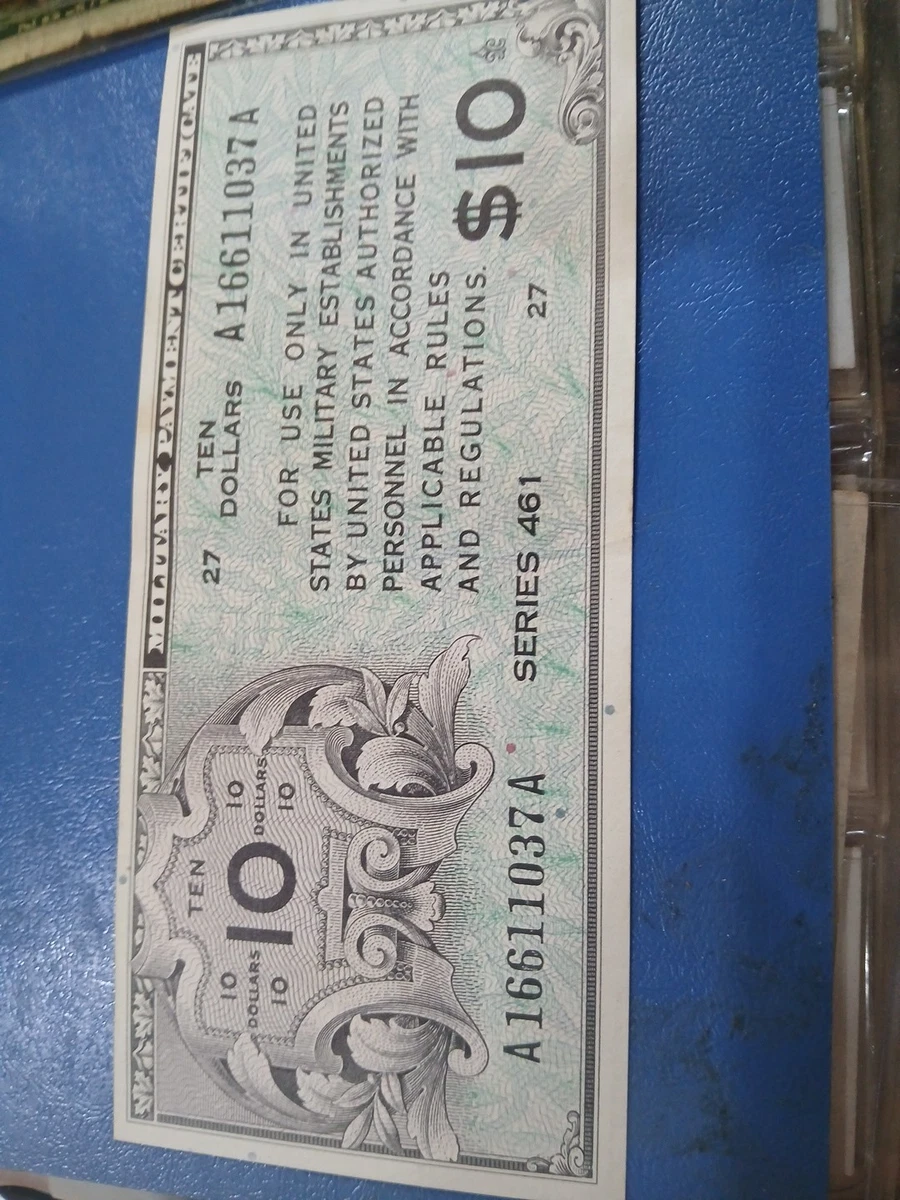 MILITARY PAYMENT CERTIFICATE
27
TEN
DOLLARS
A16611037A
FOR USE ONLY IN UNITED
STATES MILITARY ESTABLISHMENTS
BY UNITED STATES AUTHORIZED
PERSONNEL IN ACCORDANCE WITH
APPLICABLE RULES
AND REGULATIONS.
$10
SERIES 461
27
TEN
10
10
DOLLARS
10
DOLLARS
10
10
A16611037A